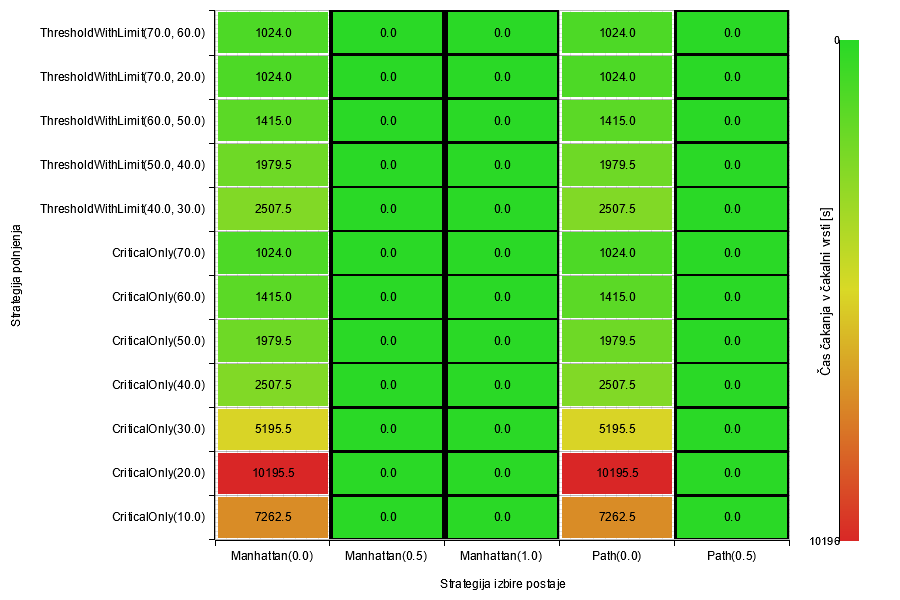 ThresholdWithLimit(70.0, 60.0) 1024.0 0.0 0.0 1024.0 0.0
ThresholdWithLimit(70.0, 20.0) 1024.0 0.0 0.0 1024.0 0.0
ThresholdWithLimit(60.0, 50.0) 1415.0 0.0 0.0 1415.0 0.0
ThresholdWithLimit(50.0, 40.0) 1979.5 0.0 0.0 1979.5 0.0
ThresholdWithLimit(40.0, 30.0) 2507.5 0.0 0.0 2507.5 0.0
CriticalOnly(70.0) 1024.0 0.0 0.0 1024.0 0.0
CriticalOnly(60.0) 1415.0 0.0 0.0 1415.0 0.0
CriticalOnly(50.0) 1979.5 0.0 0.0 1979.5 0.0
CriticalOnly(40.0) 2507.5 0.0 0.0 2507.5 0.0
CriticalOnly(30.0) 5195.5 0.0 0.0 5195.5 0.0
CriticalOnly(20.0) 10195.5 0.0 0.0 10195.5 0.0
CriticalOnly(10.0) 7262.5 0.0 0.0 7262.5 0.0
Manhattan(0.0) Manhattan(0.5) Manhattan(1.0) Path(0.0) Path(0.5)
Strategija izbire postaje
Strategija polnjenja
0
Čas čakanja v čakalni vrsti [s]
10196